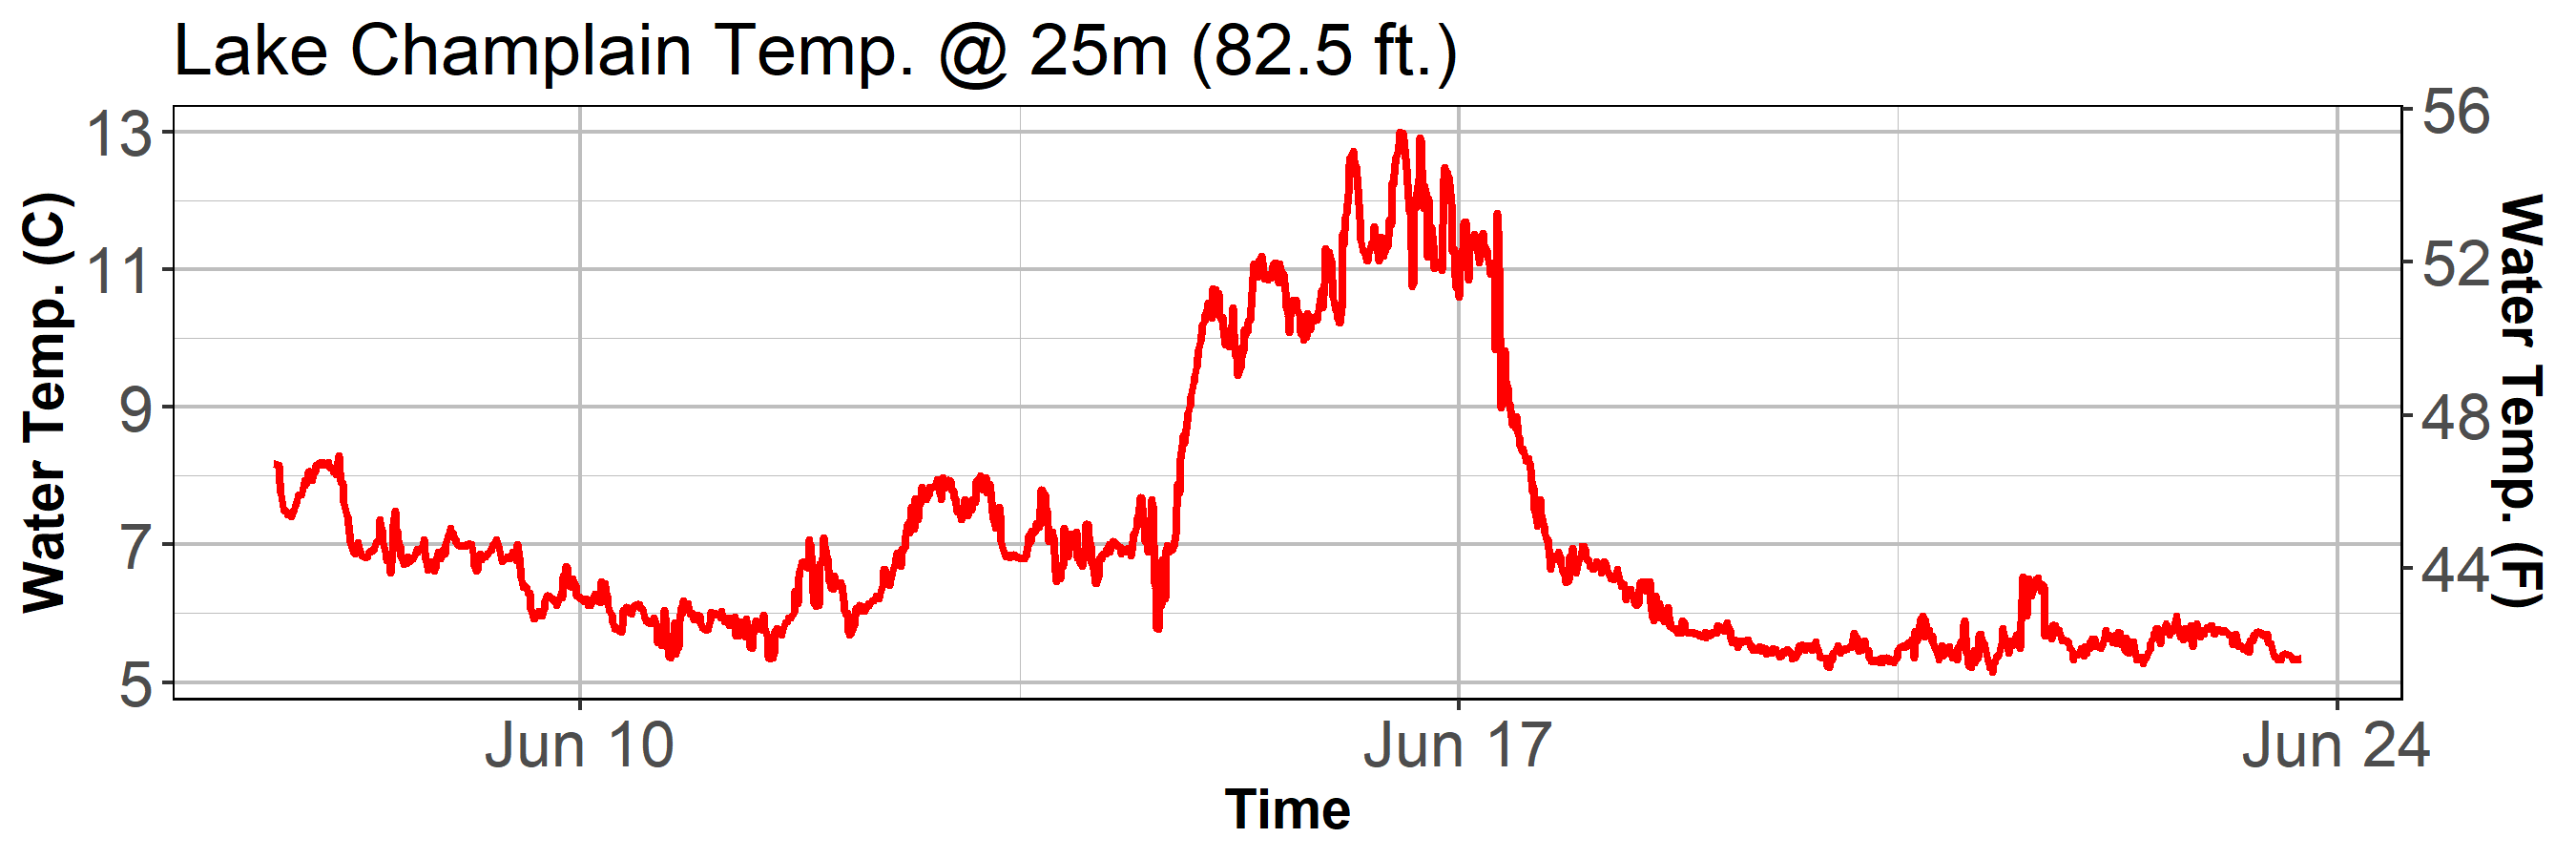 Lake Champlain Temp. @ 25m (82.5 ft.)
Water Temp. (C)
13
11
9
7
5
56
52
48
44
Water Temp. (F)
Jun 10
Jun 17
Jun 24
Time